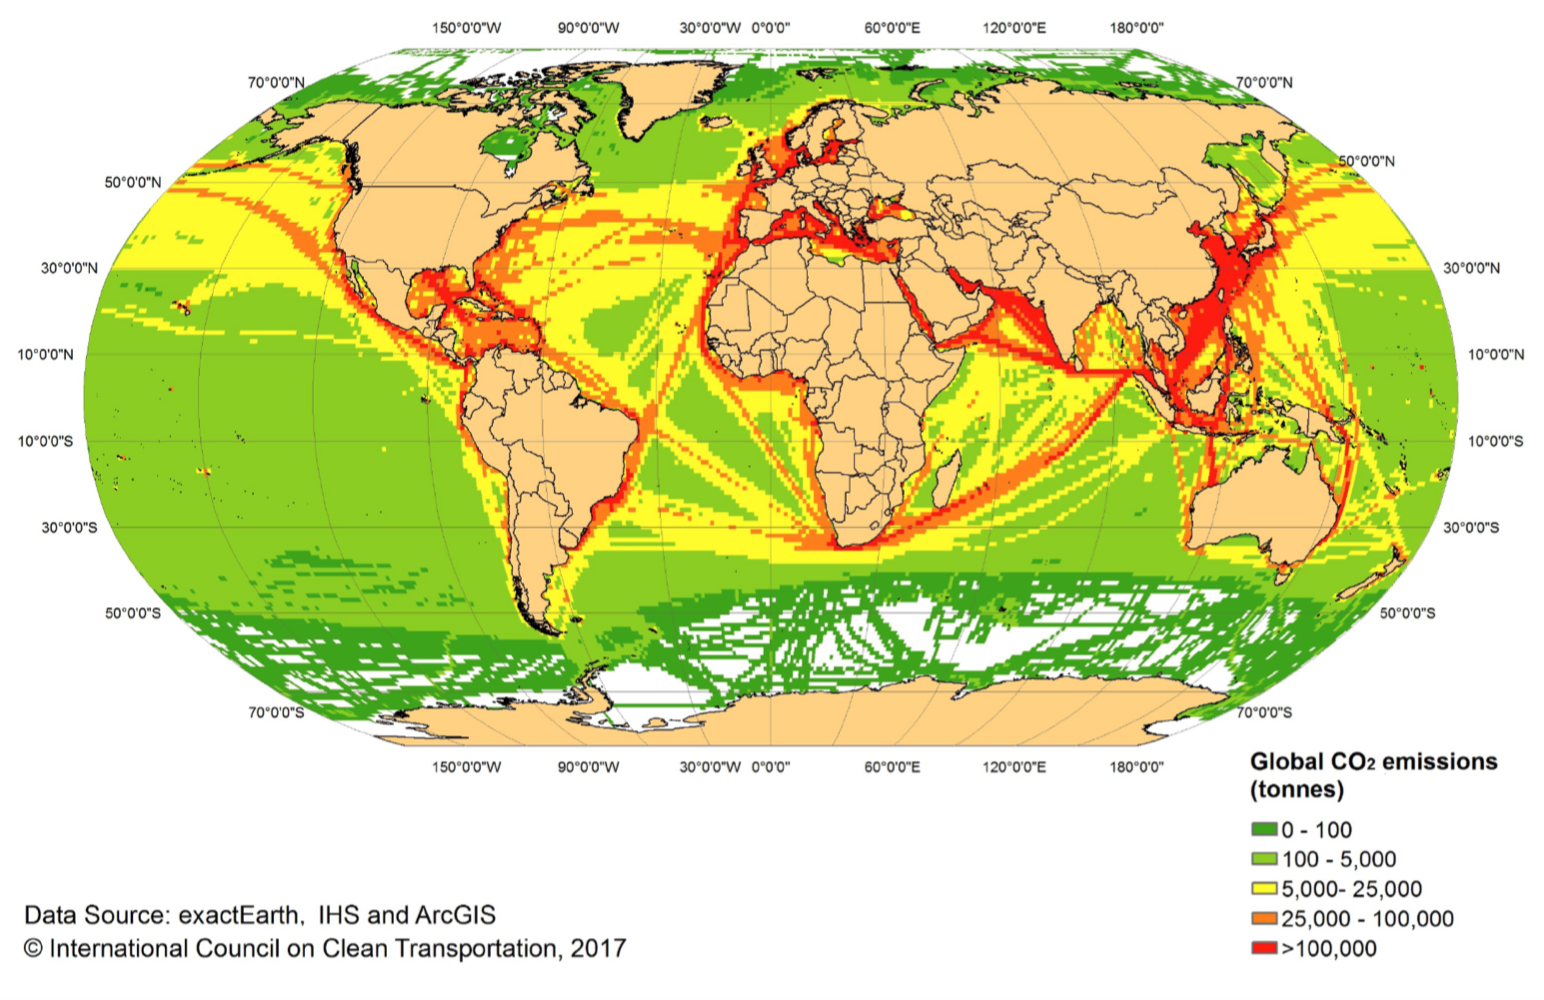 150°0'0"W 90°0'0"W 30°0'0"W 0°0'0" 60°0'0"E 120°0'0"E 180°0'0"
70°0'0"N 70°0'0"N
50°0'0"N 50°0'0"N
30°0'0"N 30°0'0"N
10°0'0"N 10°0'0"N
10°0'0"S 10°0'0"S
30°0'0"S 30°0'0"S
50°0'0"S 50°0'0"S
70°0'0"S 70°0'0"S
150°0'0"W 90°0'0"W 30°0'0"W 0°0'0" 60°0'0"E 120°0'0"E 180°0'0"
Global CO2 emissions
(tonnes)
0 - 100
100 - 5,000
5,000- 25,000
25,000 - 100,000
>100,000
Data Source: exactEarth, IHS and ArcGIS
© International Council on Clean Transportation, 2017